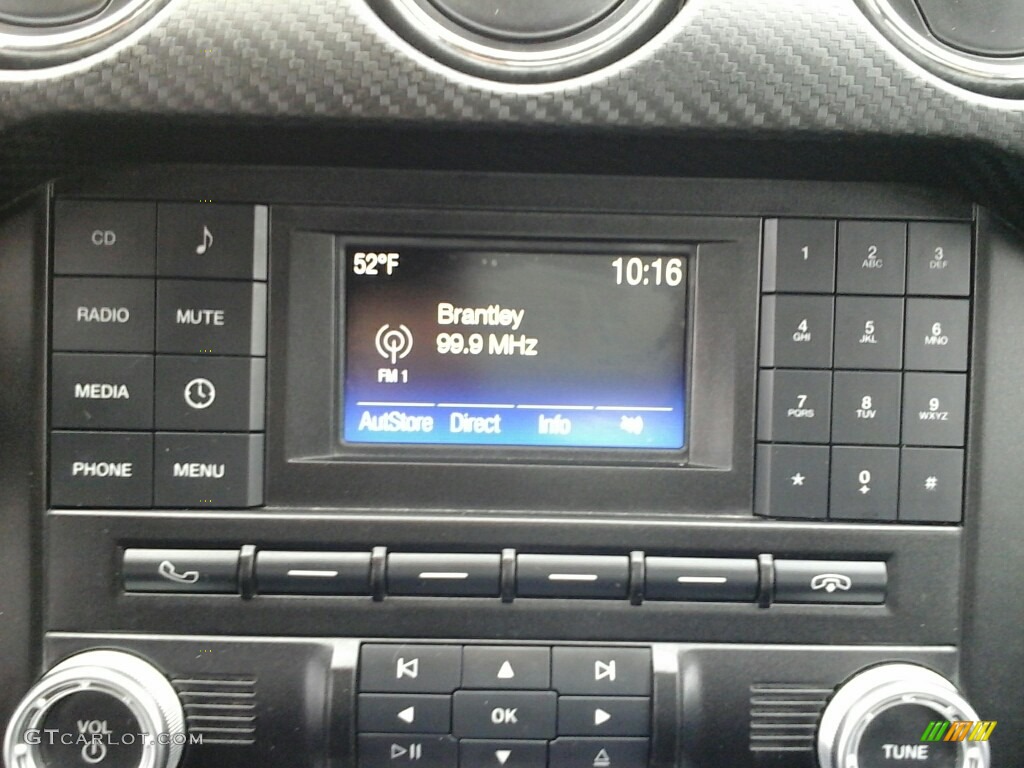 52°F 10:16
Brantley
99.9 MHz
FM 1
AutStore Direct Info
CD
RADIO MUTE
MEDIA
PHONE MENU
1 2 ABC 3 DEF
4 GHI 5 JKL 6 MNO
7 PQRS 8 TUV 9 WXYZ
* 0 + #
OK
VOL
TUNE
GTCARLOT.COM